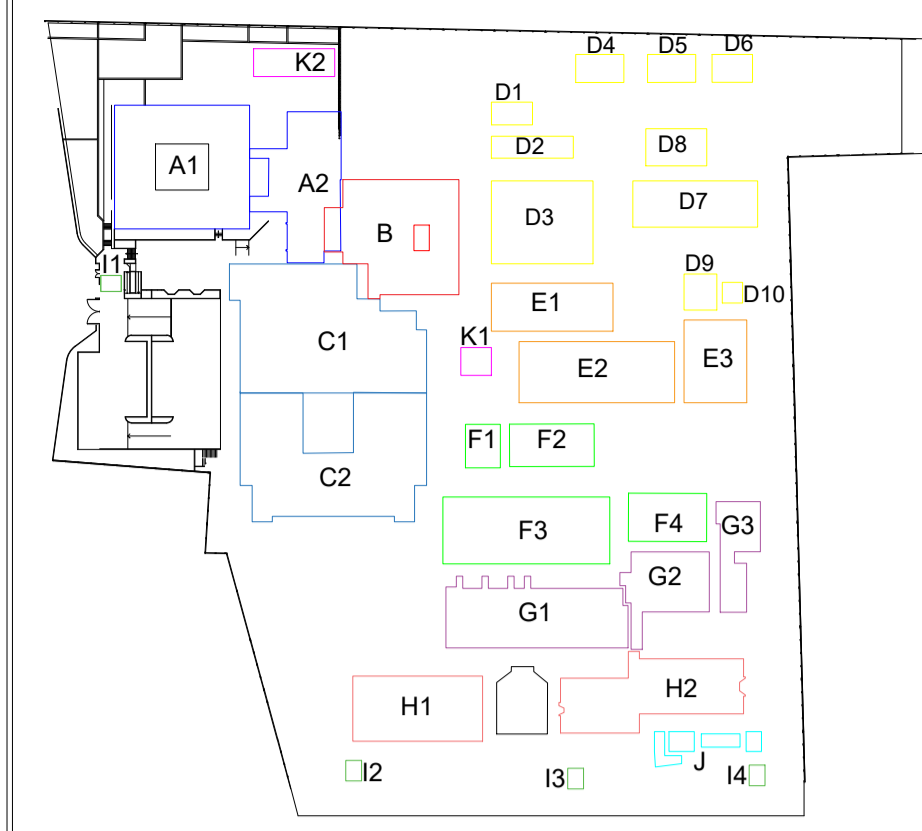 D4 D5 D6
K2
D1
D2 D8
A1
A2
D3 D7
B
I1 D9
D10
E1
C1 K1
E2 E3
F1 F2
C2
F3 F4 G3
G2
G1
H1 H2
J
I2 I3 I4